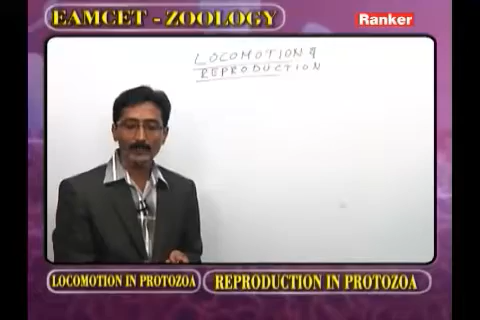 EAMCET - ZOOLOGY
Ranker
LOCOMOTION &
REPRODUCTION
LOCOMOTION IN PROTOZOA
REPRODUCTION IN PROTOZOA